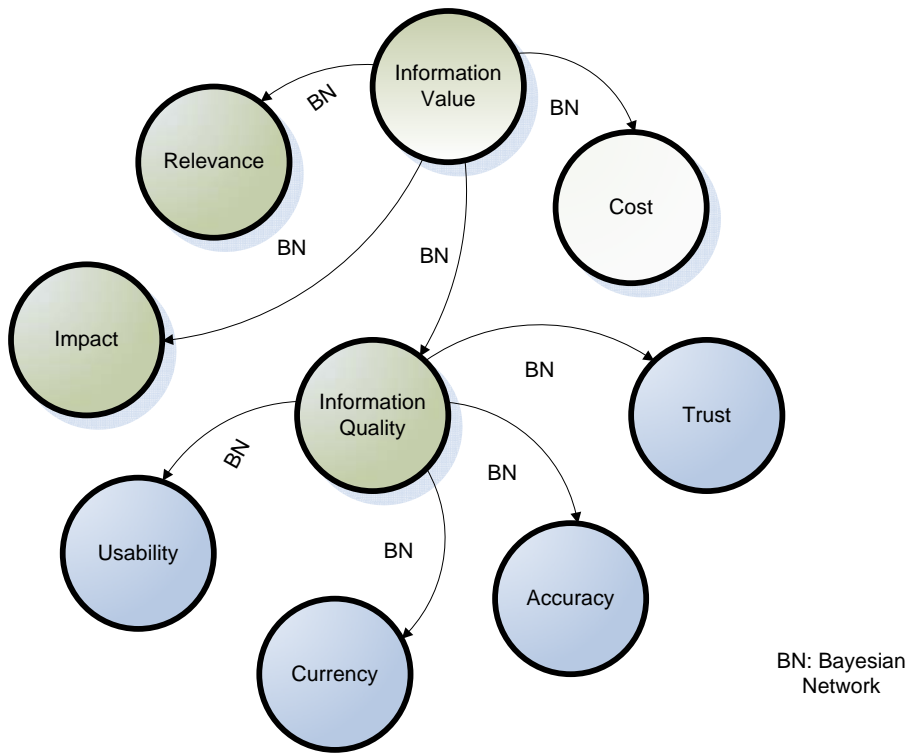 Information
Value
BN
BN
Relevance
Cost
BN
BN
Impact
BN
Information
Quality
Trust
BN
BN
Usability
BN
Accuracy
Currency
BN: Bayesian
Network